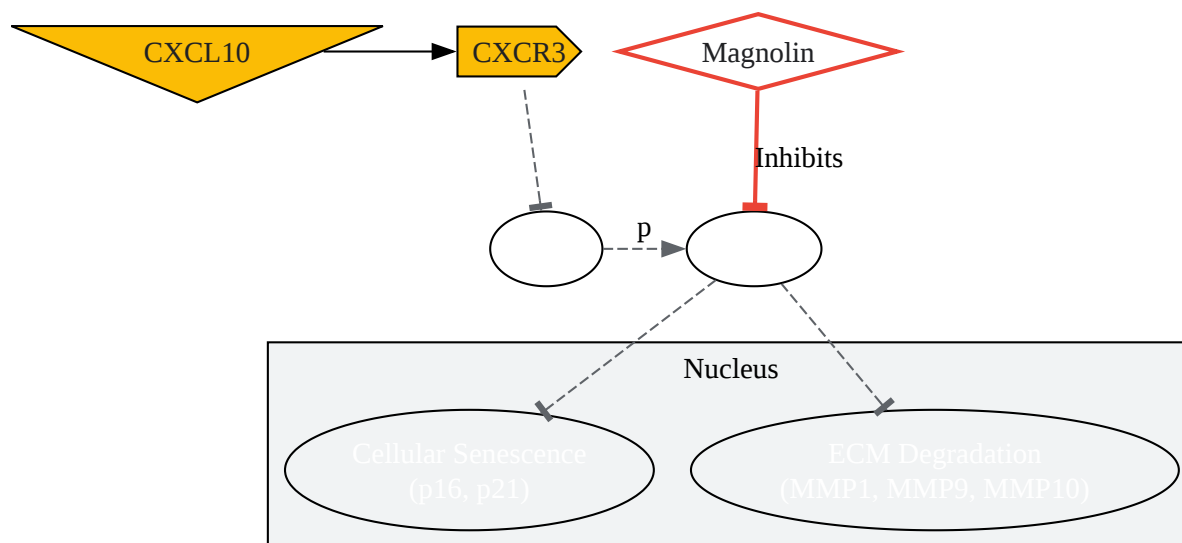 CXCL10
CXCR3
Magnolin
Inhibits
p
Nucleus
Cellular Senescence
(p16, p21)
ECM Degradation
(MMP1, MMP9, MMP10)